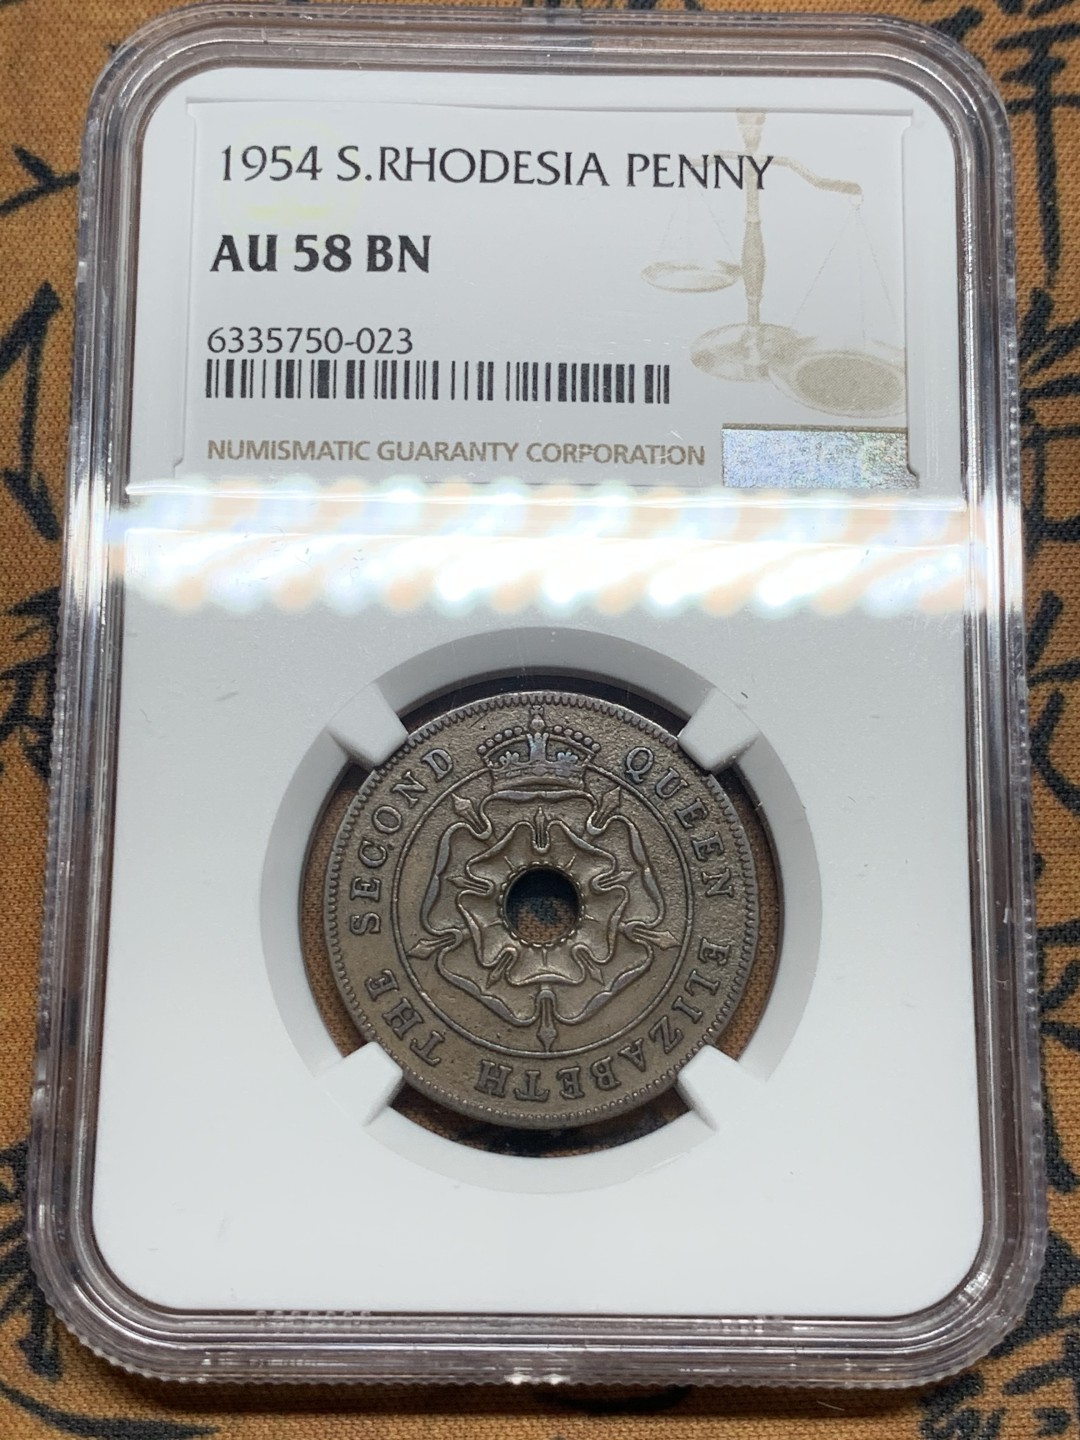 1954 S.RHODESIA PENNY
AU 58 BN
6335750-023
NUMISMATIC GUARANTY CORPORATION
QUEEN ELIZABETH THE SECOND